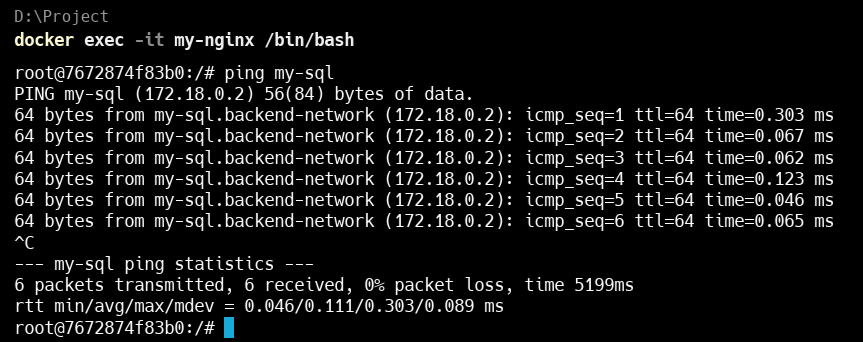 D:\Project
docker exec -it my-nginx /bin/bash
root@7672874f83b0:/# ping my-sql
PING my-sql (172.18.0.2) 56(84) bytes of data.
64 bytes from my-sql.backend-network (172.18.0.2): icmp_seq=1 ttl=64 time=0.303 ms
64 bytes from my-sql.backend-network (172.18.0.2): icmp_seq=2 ttl=64 time=0.067 ms
64 bytes from my-sql.backend-network (172.18.0.2): icmp_seq=3 ttl=64 time=0.062 ms
64 bytes from my-sql.backend-network (172.18.0.2): icmp_seq=4 ttl=64 time=0.123 ms
64 bytes from my-sql.backend-network (172.18.0.2): icmp_seq=5 ttl=64 time=0.046 ms
64 bytes from my-sql.backend-network (172.18.0.2): icmp_seq=6 ttl=64 time=0.065 ms
^C
--- my-sql ping statistics ---
6 packets transmitted, 6 received, 0% packet loss, time 5199ms
rtt min/avg/max/mdev = 0.046/0.111/0.303/0.089 ms
root@7672874f83b0:/#